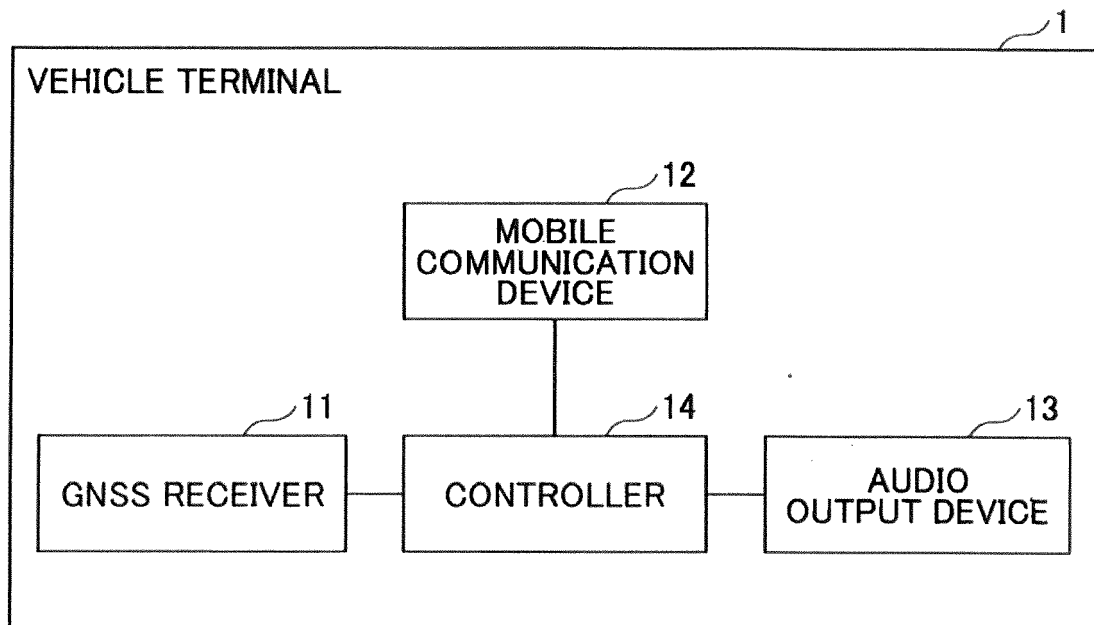 1
VEHICLE TERMINAL
12
MOBILE
COMMUNICATION
DEVICE
11
14
13
GNSS RECEIVER
CONTROLLER
AUDIO
OUTPUT DEVICE